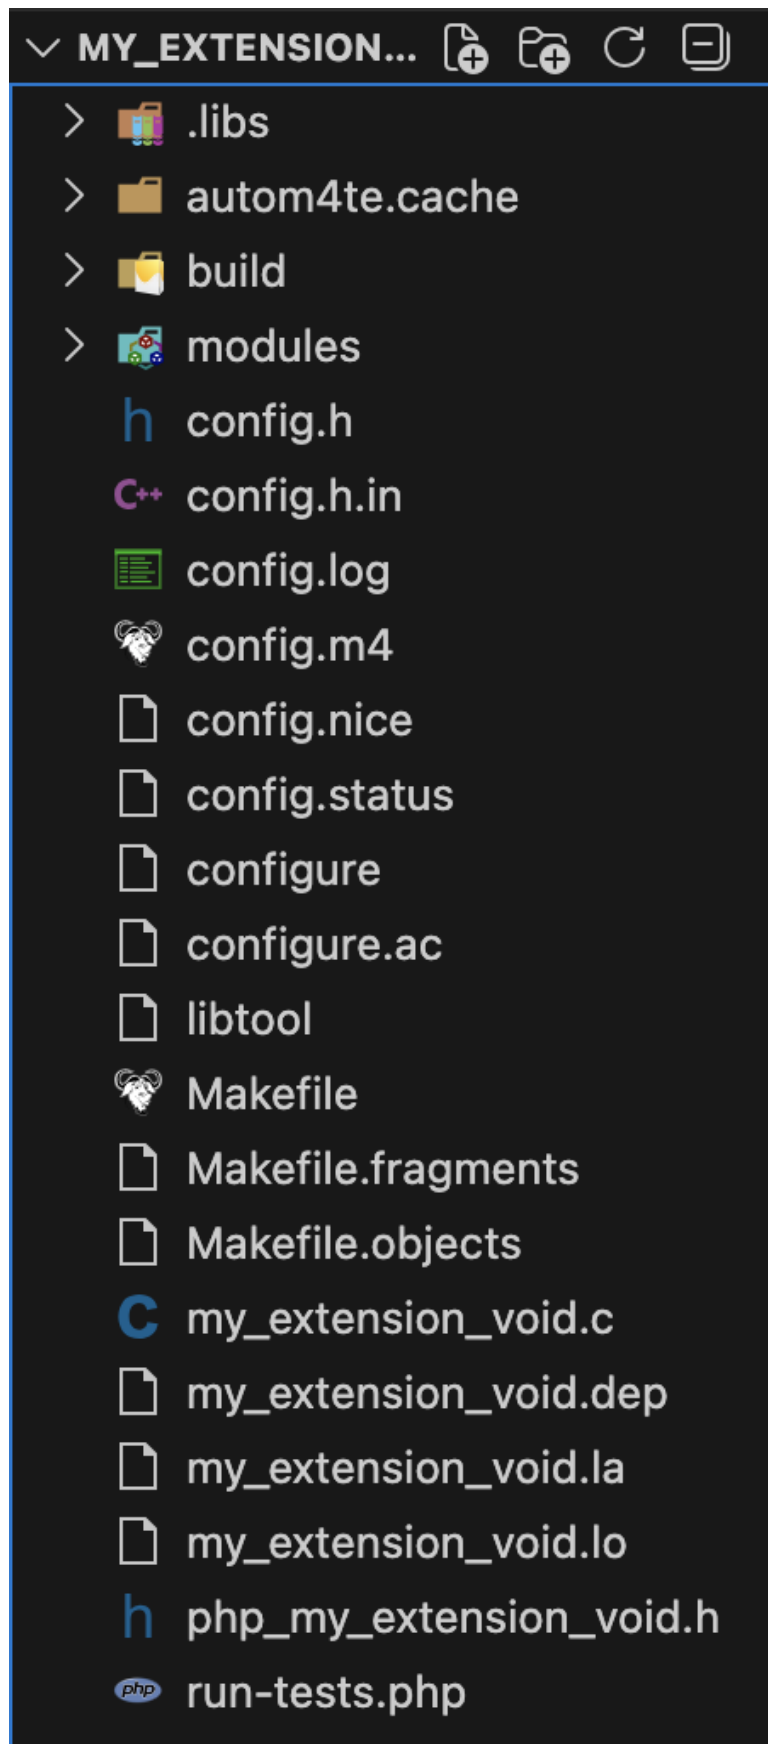 MY_EXTENSION...
.libs
autom4te.cache
build
modules
h config.h
C++ config.h.in
config.log
config.m4
config.nice
config.status
configure
configure.ac
libtool
Makefile
Makefile.fragments
Makefile.objects
C my_extension_void.c
my_extension_void.dep
my_extension_void.la
my_extension_void.lo
h php_my_extension_void.h
php run-tests.php